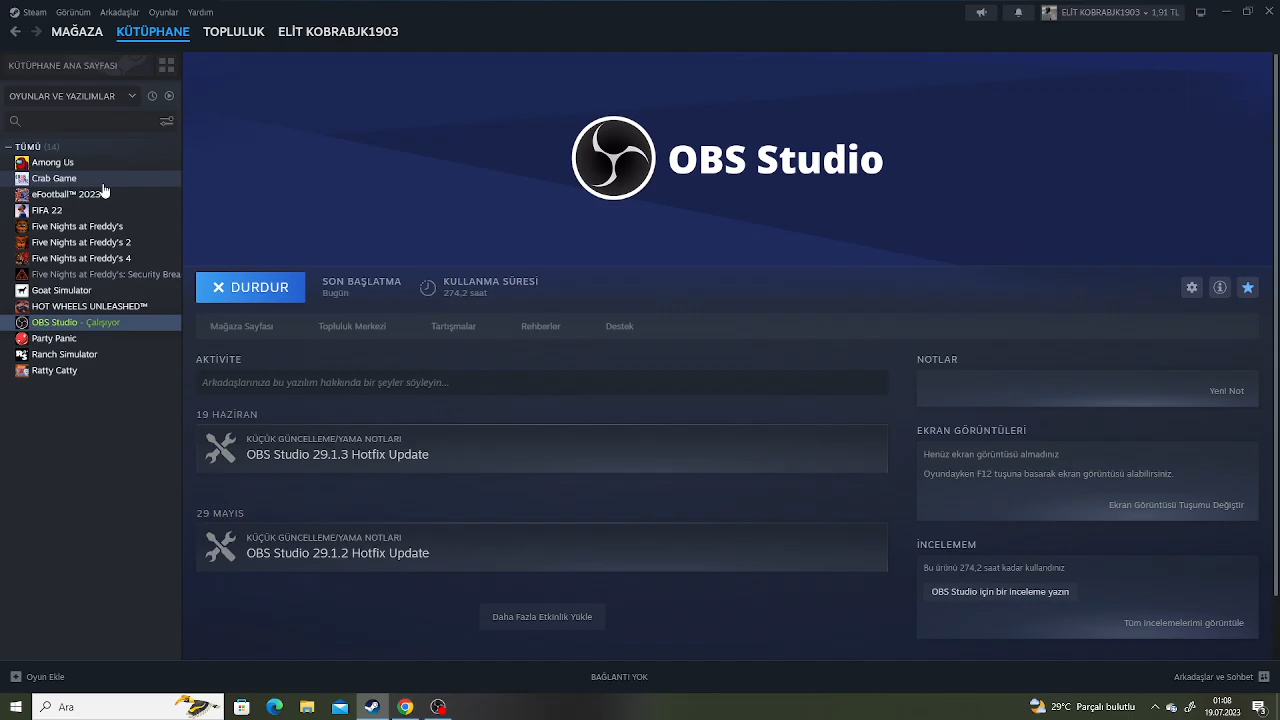 Steam Görünüm Arkadaşlar Oyunlar Yardım
ELİT KOBRABJK1903 1,91 TL
MAĞAZA KÜTÜPHANE TOPLULUK ELİT KOBRABJK1903
KÜTÜPHANE ANA SAYFASI
OYUNLAR VE YAZILIMLAR
TÜMÜ (14)
Among Us
Crab Game
eFootball™ 2023
FIFA 22
Five Nights at Freddy's
Five Nights at Freddy's 2
Five Nights at Freddy's 4
Five Nights at Freddy's: Security Brea
Goat Simulator
HOT WHEELS UNLEASHED™
OBS Studio - Çalışıyor
Party Panic
Ranch Simulator
Ratty Catty
OBS Studio
DURDUR
SON BAŞLATMA
Bugün
KULLANMA SÜRESİ
274,2 saat
Mağaza Sayfası Topluluk Merkezi Tartışmalar Rehberler Destek
AKTİVİTE
Arkadaşlarınıza bu yazılım hakkında bir şeyler söyleyin...
19 HAZİRAN
KÜÇÜK GÜNCELLEME/YAMA NOTLARI
OBS Studio 29.1.3 Hotfix Update
29 MAYIS
KÜÇÜK GÜNCELLEME/YAMA NOTLARI
OBS Studio 29.1.2 Hotfix Update
Daha Fazla Etkinlik Yükle
NOTLAR
Yeni Not
EKRAN GÖRÜNTÜLERİ
Henüz ekran görüntüsü almadınız
Oyundayken F12 tuşuna basarak ekran görüntüsü alabilirsiniz.
Ekran Görüntüsü Tuşumu Değiştir
İNCELEMEM
Bu ürünü 274,2 saat kadar kullandınız
OBS Studio için bir inceleme yazın
Tüm incelemelerimi görüntüle
Oyun Ekle
BAĞLANTI YOK
Arkadaşlar ve Sohbet
Ara
29°C Parçalı bulutlu
01:08
19.07.2023